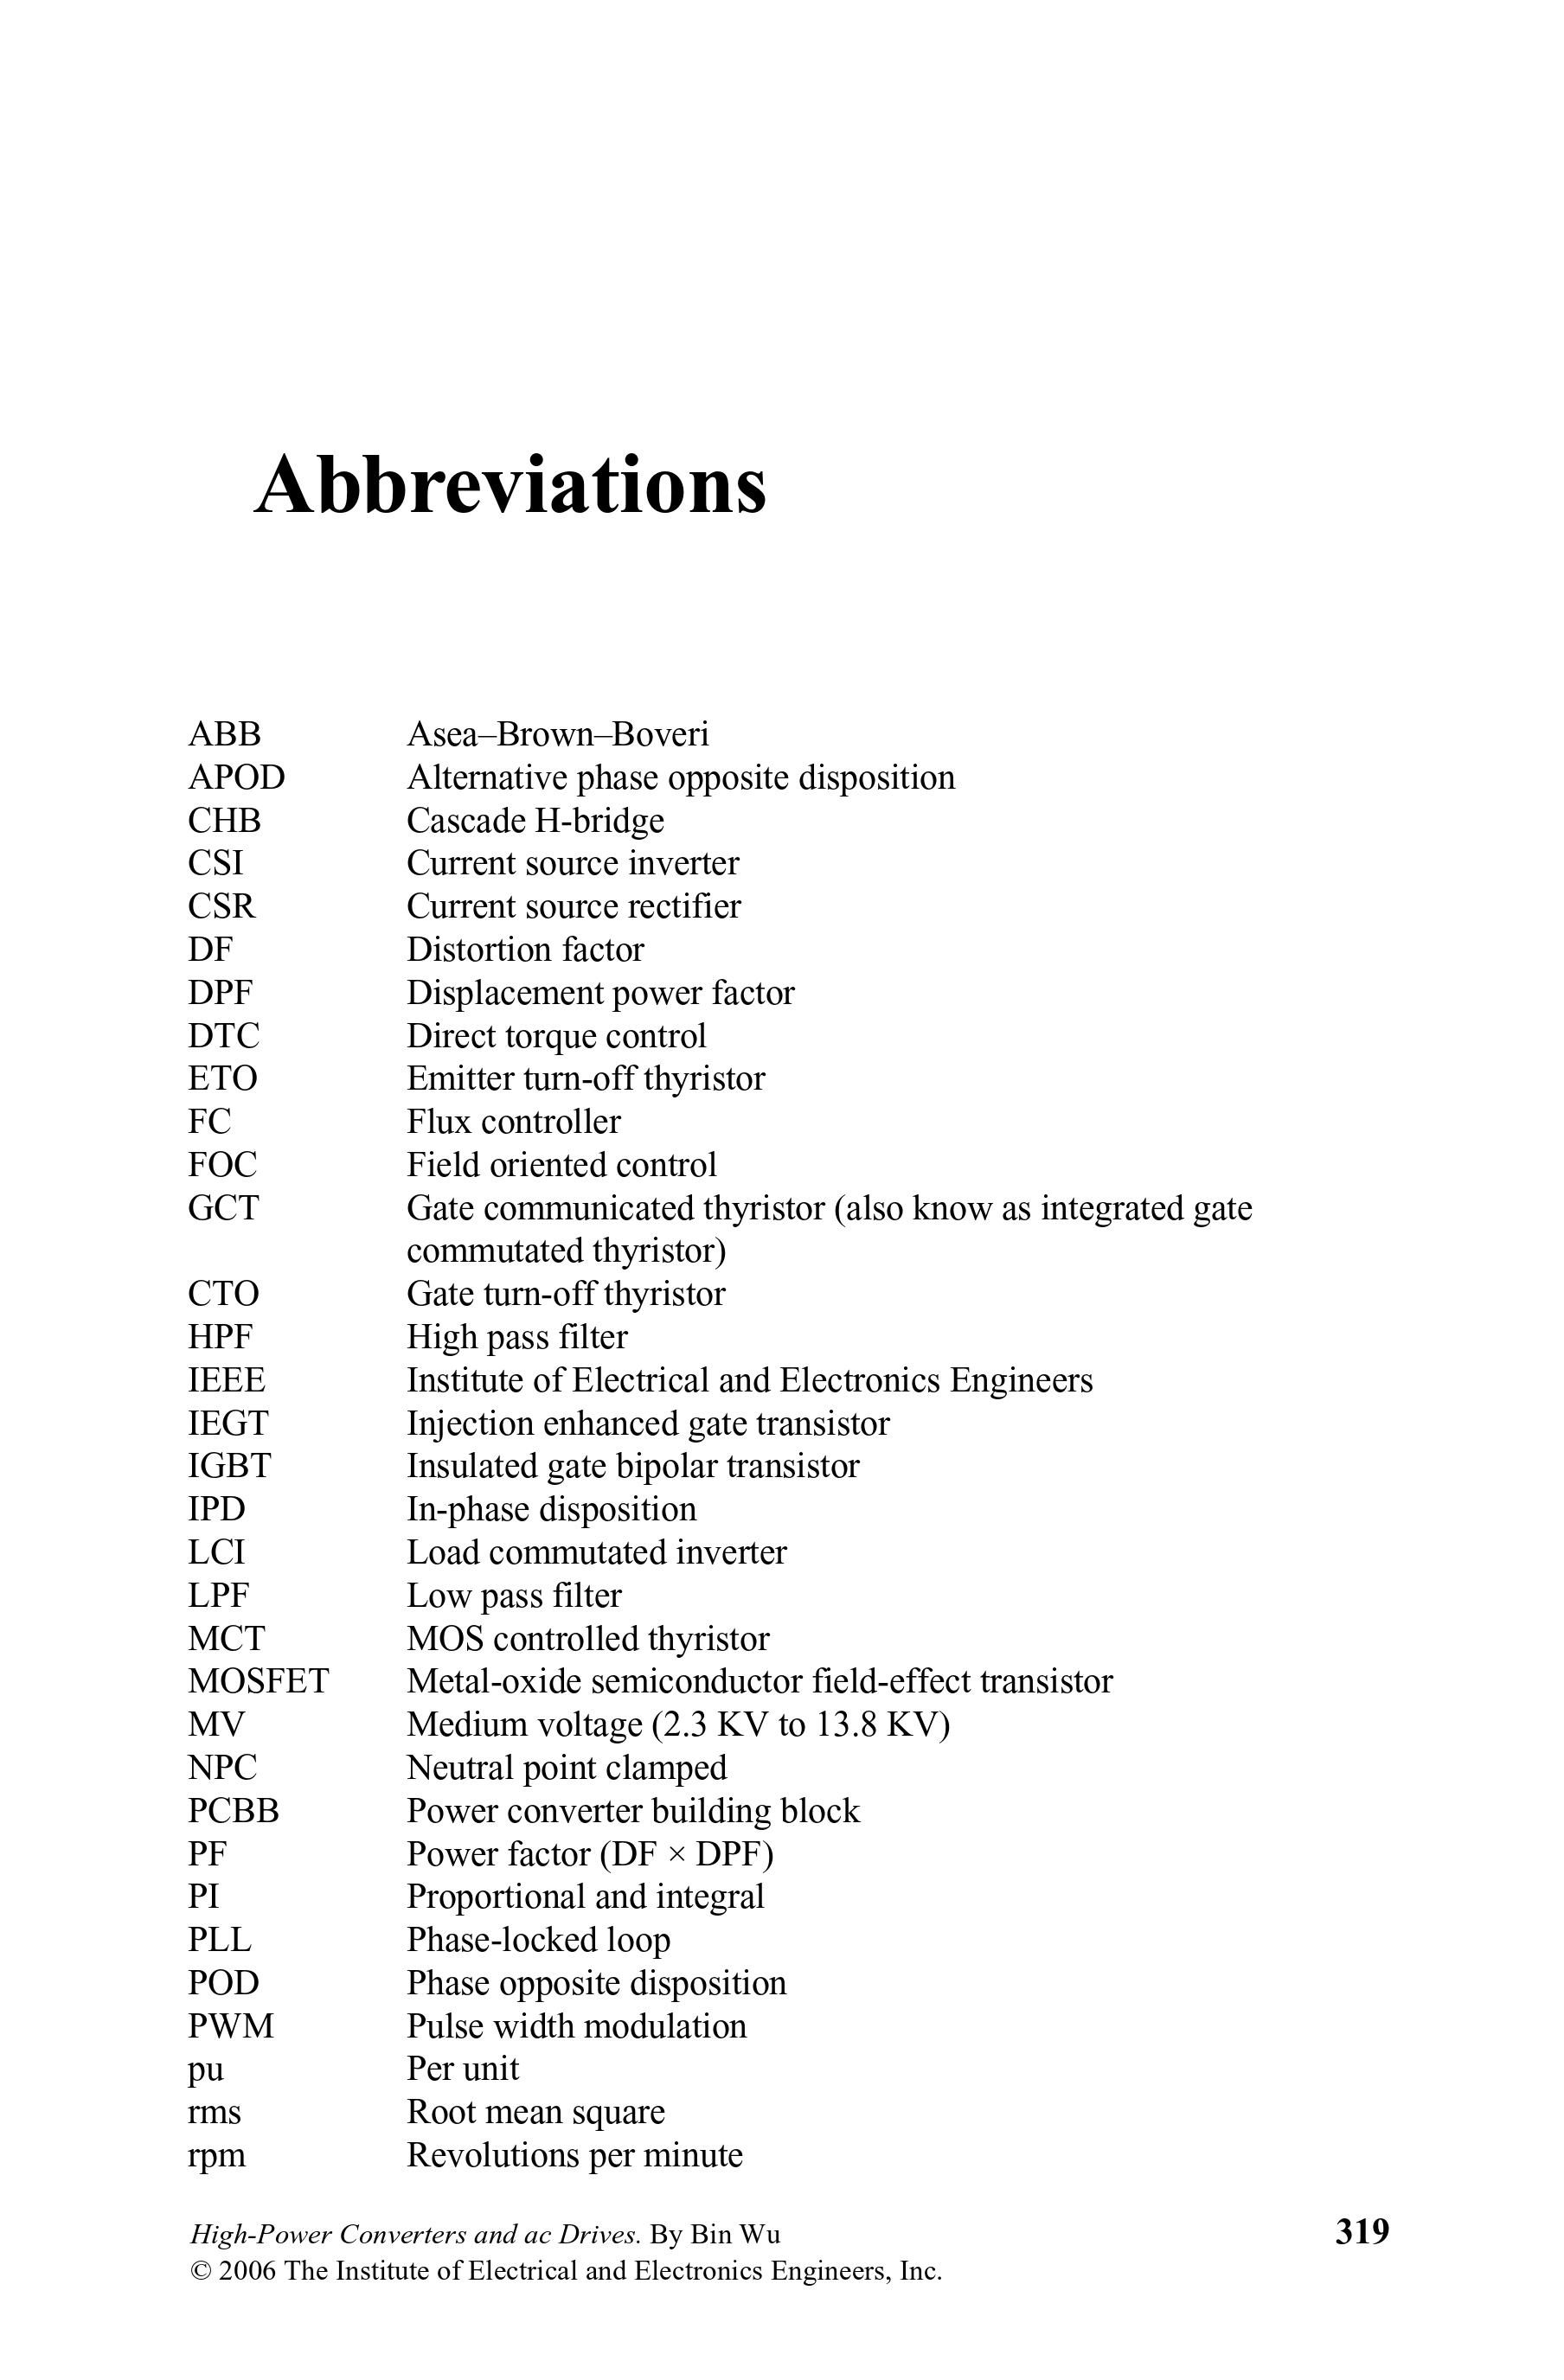 Abbreviations
ABB Asea–Brown–Boveri
APOD Alternative phase opposite disposition
CHB Cascade H-bridge
CSI Current source inverter
CSR Current source rectifier
DF Distortion factor
DPF Displacement power factor
DTC Direct torque control
ETO Emitter turn-off thyristor
FC Flux controller
FOC Field oriented control
GCT Gate communicated thyristor (also know as integrated gate
commutated thyristor)
CTO Gate turn-off thyristor
HPF High pass filter
IEEE Institute of Electrical and Electronics Engineers
IEGT Injection enhanced gate transistor
IGBT Insulated gate bipolar transistor
IPD In-phase disposition
LCI Load commutated inverter
LPF Low pass filter
MCT MOS controlled thyristor
MOSFET Metal-oxide semiconductor field-effect transistor
MV Medium voltage (2.3 KV to 13.8 KV)
NPC Neutral point clamped
PCBB Power converter building block
PF Power factor (DF × DPF)
PI Proportional and integral
PLL Phase-locked loop
POD Phase opposite disposition
PWM Pulse width modulation
pu Per unit
rms Root mean square
rpm Revolutions per minute
High-Power Converters and ac Drives. By Bin Wu 319
© 2006 The Institute of Electrical and Electronics Engineers, Inc.